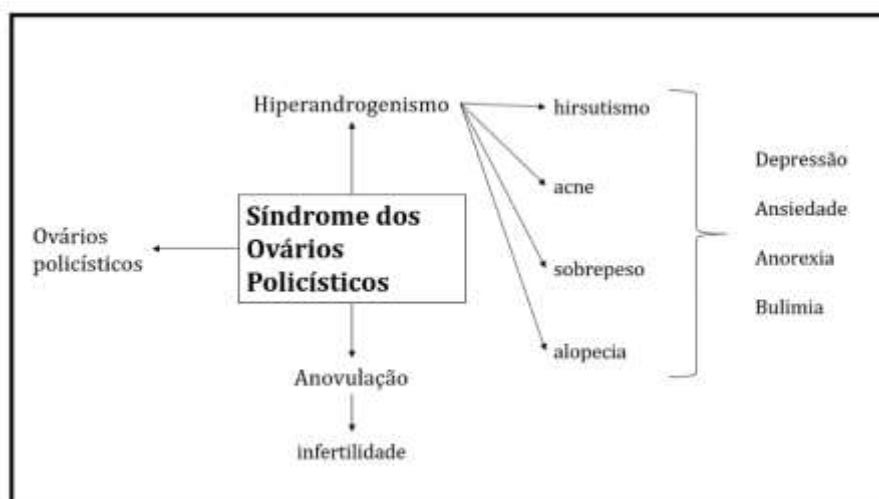 Hiperandrogenismo
hirsutismo
acne
sobrepeso
alopecia
Depressão
Ansiedade
Anorexia
Bulimia
Síndrome dos
Ovários
Policísticos
Ovários
policísticos
Anovulação
infertilidade